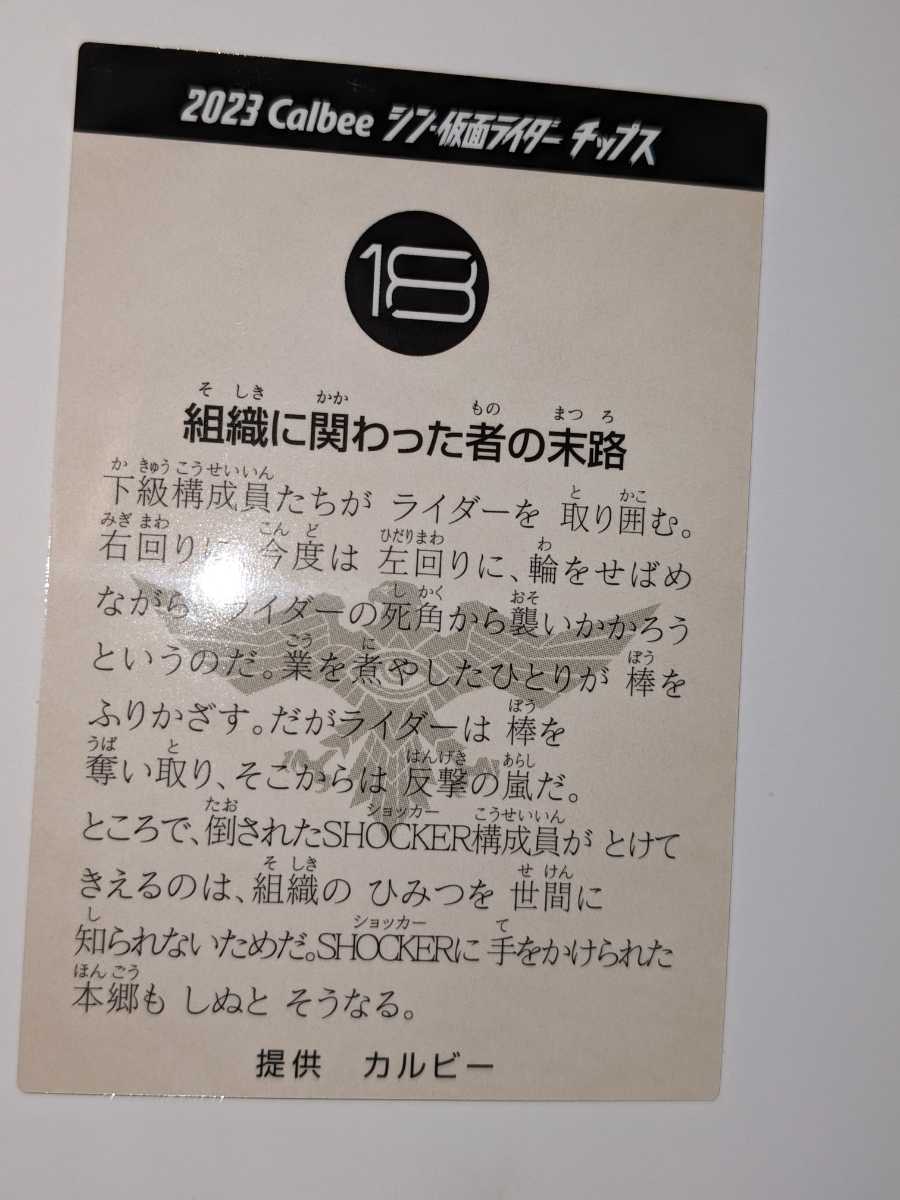 2023 Calbee シン・仮面ライダー チップス
18
組織に関わった者の末路
下級構成員たちが ライダーを 取り囲む。
右回りに 今度は 左回りに、輪をせばめ
ながら ライダーの死角から襲いかかろう
というのだ。業を煮やしたひとりが 棒を
ふりかざす。だがライダーは 棒を
奪い取り、そこからは 反撃の嵐だ。
ところで、倒されたSHOCKER構成員が とけて
きえるのは、組織の ひみつを 世間に
知られないためだ。SHOCKERに 手をかけられた
本郷も しぬと そうなる。
提供 カルビー